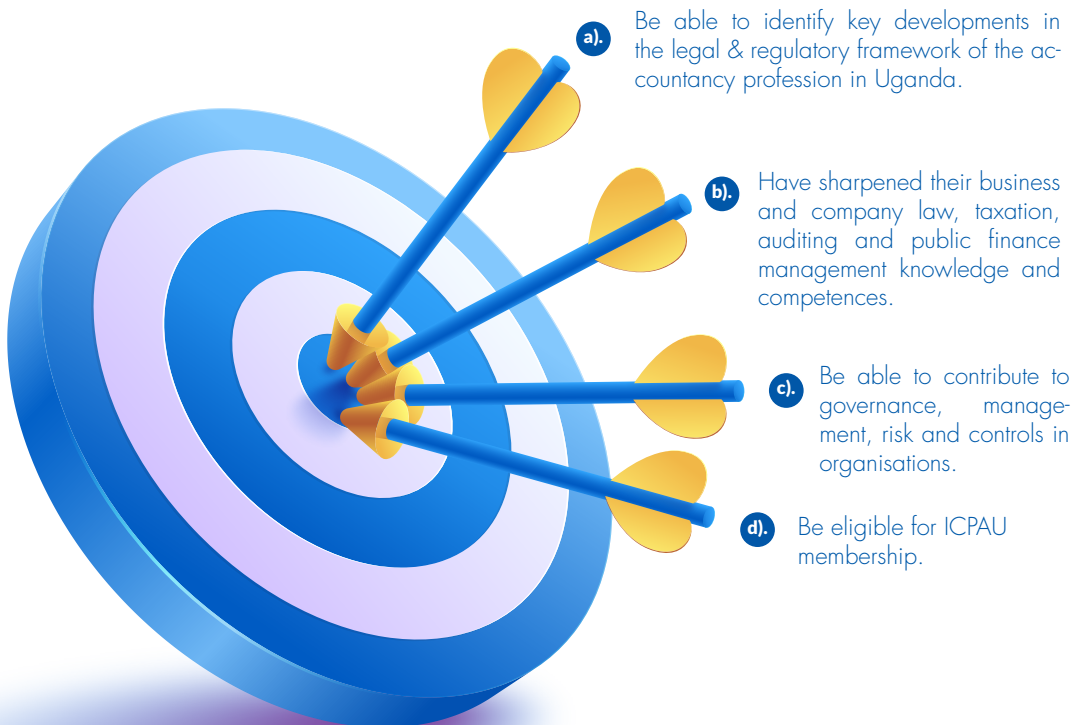 a). Be able to identify key developments in
the legal & regulatory framework of the ac-
countancy profession in Uganda.
b). Have sharpened their business
and company law, taxation,
auditing and public finance
management knowledge and
competences.
c). Be able to contribute to
governance, manage-
ment, risk and controls in
organisations.
d). Be eligible for ICPAU
membership.